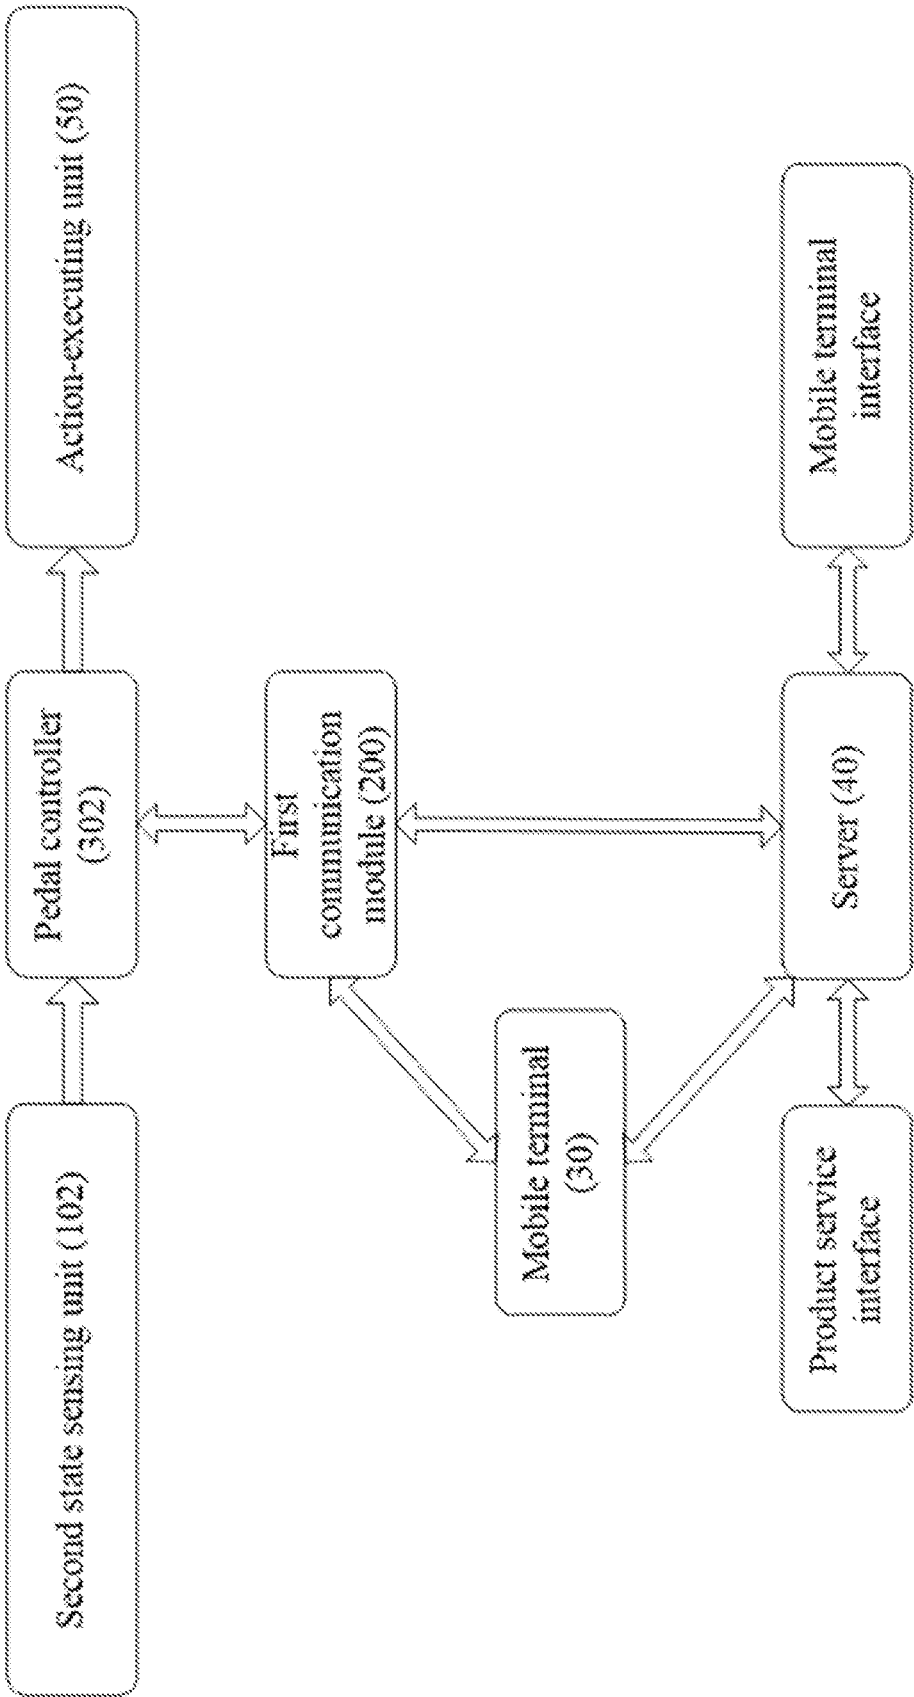 Second state sensing unit (102)
Pedal controller
(302)
Action-executing unit (50)
First
communication
module (200)
Mobile terminal
(30)
Product service
interface
Server (40)
Mobile terminal
interface